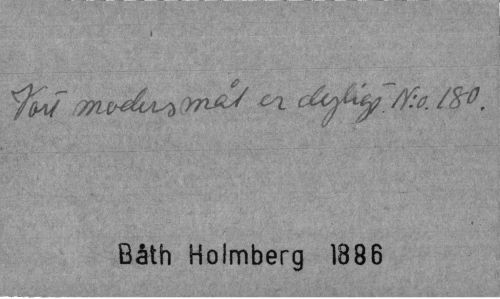 Vort modersmål er dejligt. N:o. 180.
Båth Holmberg 1886